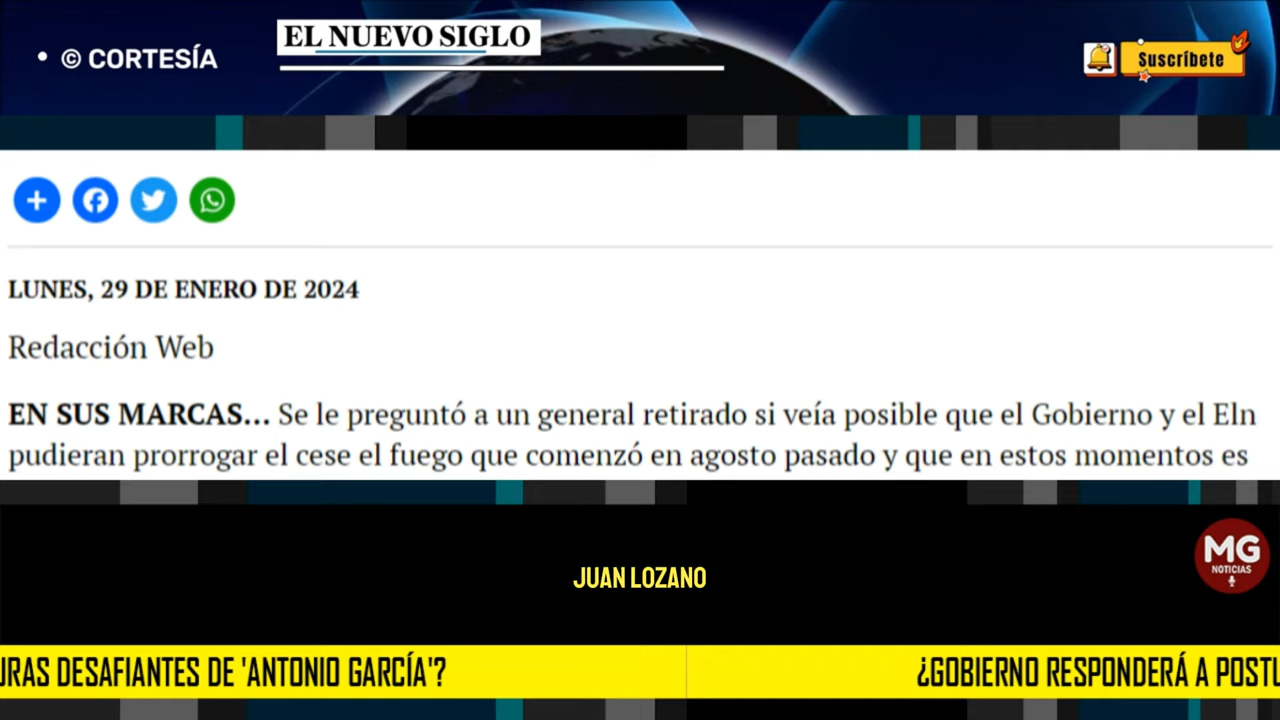 • © CORTESÍA
EL NUEVO SIGLO
Suscríbete
LUNES, 29 DE ENERO DE 2024
Redacción Web
EN SUS MARCAS... Se le preguntó a un general retirado si veía posible que el Gobierno y el Eln
pudieran prorrogar el cese el fuego que comenzó en agosto pasado y que en estos momentos es
MG
NOTICIAS
JUAN LOZANO
URAS DESAFIANTES DE 'ANTONIO GARCÍA'? ¿GOBIERNO RESPONDERÁ A POSTU